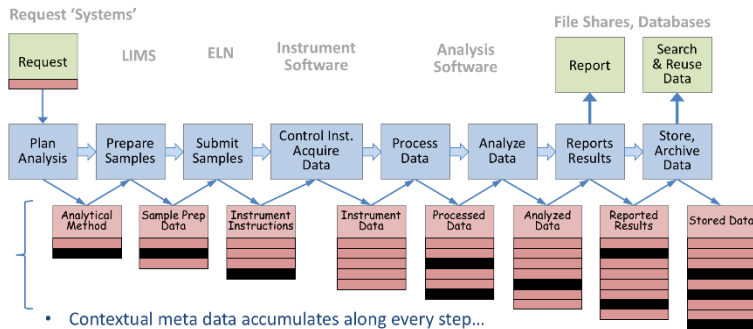 Request 'Systems'
File Shares, Databases
LIMS
ELN
Instrument
Software
Analysis
Software
Request
Report
Search
& Reuse
Data
Plan
Analysis
Prepare
Samples
Submit
Samples
Control Inst.
Acquire
Data
Process
Data
Analyze
Data
Reports
Results
Store,
Archive
Data
Analytical
Method
Sample Prep
Data
Instrument
Instructions
Instrument
Data
Processed
Data
Analyzed
Data
Reported
Results
Stored Data
• Contextual meta data accumulates along every step…